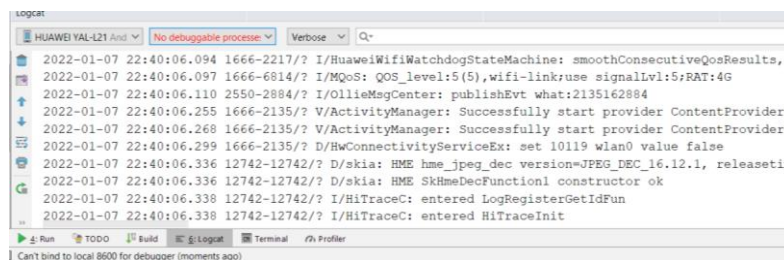 Logcat
HUAWEI YAL-L21 And No debuggable processe: Verbose Q-
2022-01-07 22:40:06.094 1666-2217/? I/HuaweiWifiWatchdogStateMachine: smoothConsecutiveQosResults,
2022-01-07 22:40:06.097 1666-6814/? I/MQoS: QOS_level:5(5),wifi-link;use signalLvl:5;RAT:4G
2022-01-07 22:40:06.110 2550-2884/? I/OllieMsgCenter: publishEvt what:2135162884
2022-01-07 22:40:06.255 1666-2135/? V/ActivityManager: Successfully start provider ContentProvider
2022-01-07 22:40:06.268 1666-2135/? V/ActivityManager: Successfully start provider ContentProvider
2022-01-07 22:40:06.299 1666-2135/? D/HwConnectivityServiceEx: set 10119 wlan0 value false
2022-01-07 22:40:06.336 12742-12742/? D/skia: HME hme_jpeg_dec version=JPEG_DEC_16.12.1, releaseti
2022-01-07 22:40:06.336 12742-12742/? D/skia: HME SkHmeDecFunction1 constructor ok
2022-01-07 22:40:06.338 12742-12742/? I/HiTraceC: entered LogRegisterGetIdFun
2022-01-07 22:40:06.338 12742-12742/? I/HiTraceC: entered HiTraceInit
4: Run TODO Build 6: Logcat Terminal Profiler
Can't bind to local 8600 for debugger (moments ago)